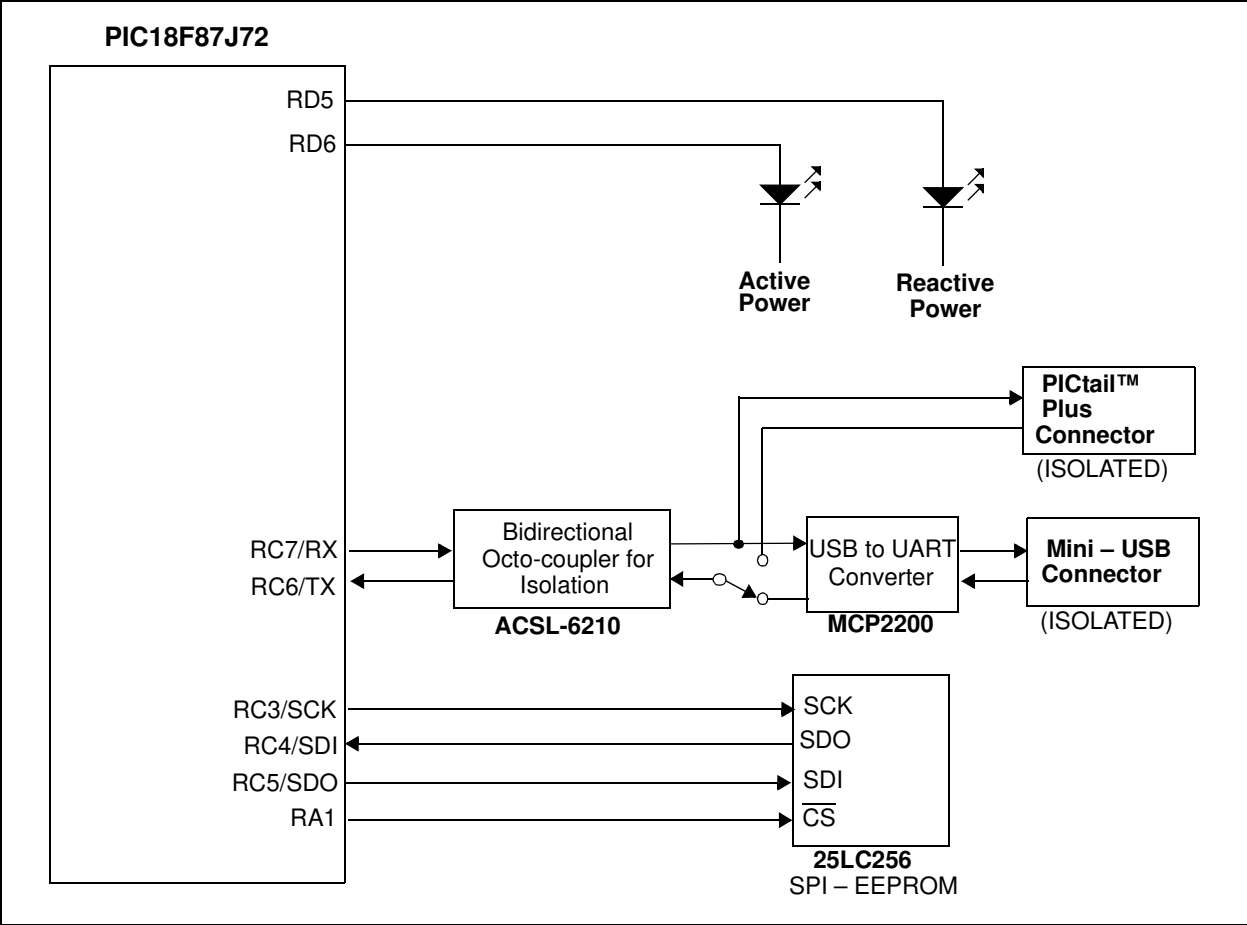 PIC18F87J72
RD5
RD6
Active
Power
Reactive
Power
PICtail™
Plus
Connector
(ISOLATED)
RC7/RX
RC6/TX
Bidirectional
Octo-coupler for
Isolation
ACSL-6210
USB to UART
Converter
MCP2200
Mini – USB
Connector
(ISOLATED)
RC3/SCK
RC4/SDI
RC5/SDO
RA1
SCK
SDO
SDI
C̅S̅
25LC256
SPI – EEPROM